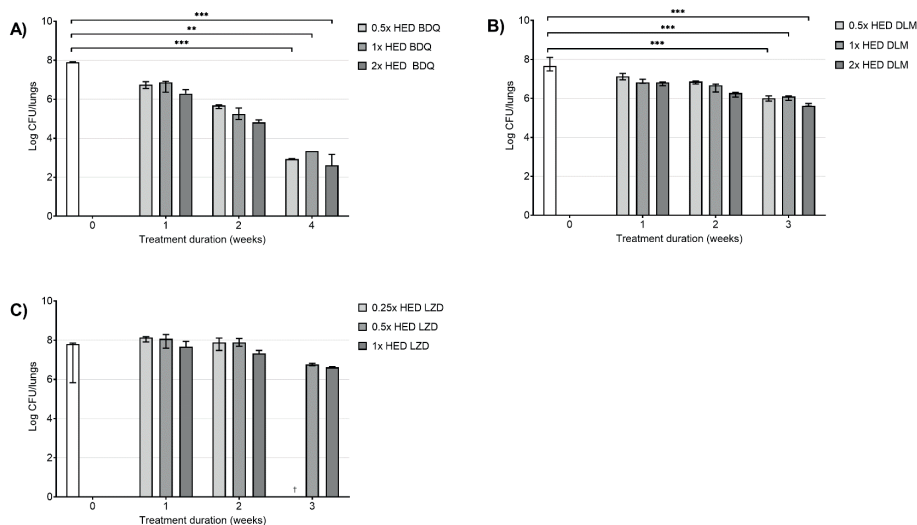 A)
***
**
***
0.5x HED BDQ
1x HED BDQ
2x HED BDQ
Log CFU/lungs
10
8
6
4
2
0
0 1 2 4
Treatment duration (weeks)
B)
***
***
***
0.5x HED DLM
1x HED DLM
2x HED DLM
Log CFU/lungs
10
8
6
4
2
0
0 1 2 3
Treatment duration (weeks)
C)
0.25x HED LZD
0.5x HED LZD
1x HED LZD
Log CFU/lungs
10
8
6
4
2
0
†
0 1 2 3
Treatment duration (weeks)